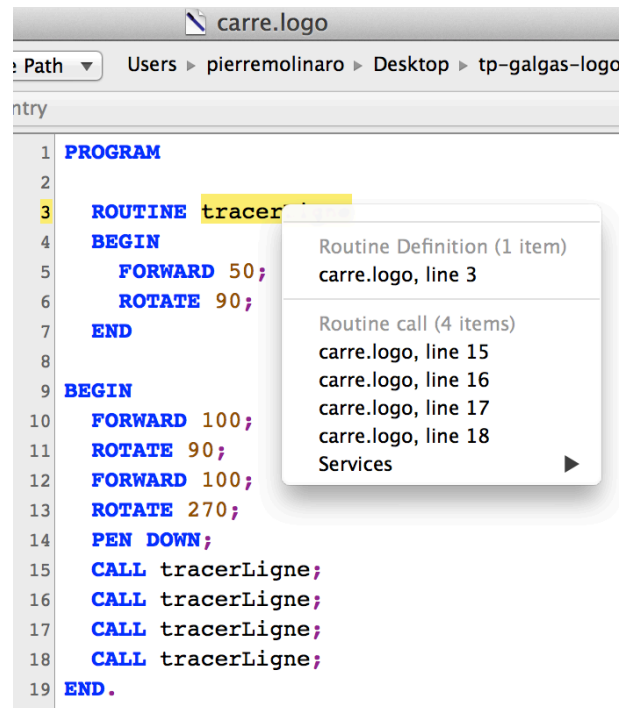 carre.logo
e Path ▼ Users ▸ pierremolinaro ▸ Desktop ▸ tp-galgas-logo
ntry
1 PROGRAM
2
3 ROUTINE tracerLigne
4 BEGIN
5 FORWARD 50;
6 ROTATE 90;
7 END
8
9 BEGIN
10 FORWARD 100;
11 ROTATE 90;
12 FORWARD 100;
13 ROTATE 270;
14 PEN DOWN;
15 CALL tracerLigne;
16 CALL tracerLigne;
17 CALL tracerLigne;
18 CALL tracerLigne;
19 END.
Routine Definition (1 item)
carre.logo, line 3
Routine call (4 items)
carre.logo, line 15
carre.logo, line 16
carre.logo, line 17
carre.logo, line 18
Services ▶